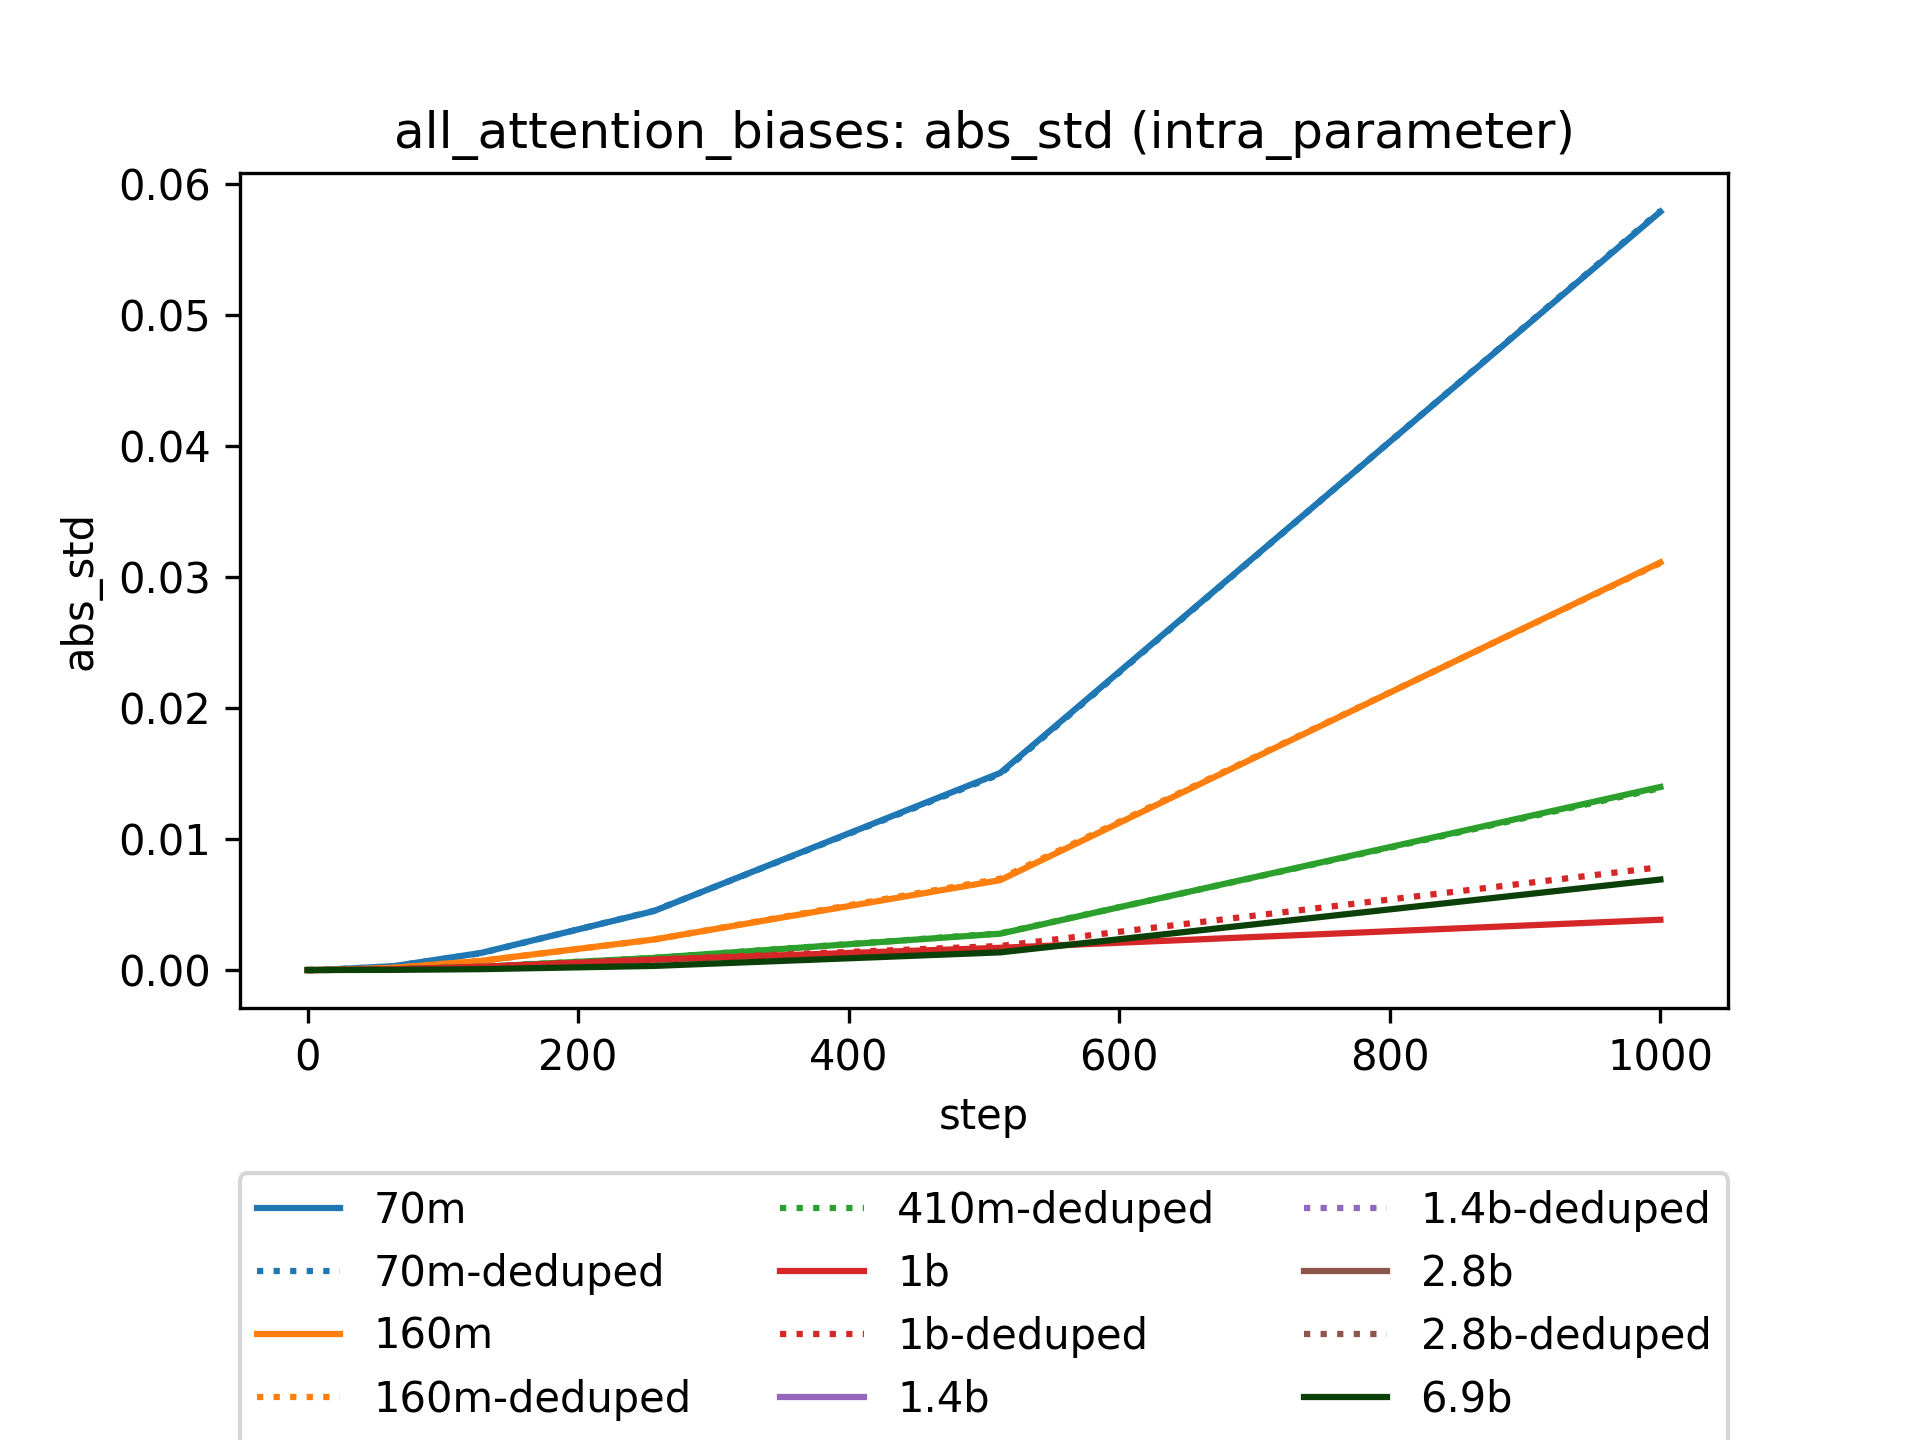 all_attention_biases: abs_std (intra_parameter)
0.06
0.05
0.04
0.03
0.02
0.01
0.00
abs_std
0 200 400 600 800 1000
step
70m 410m-deduped 1.4b-deduped
70m-deduped 1b 2.8b
160m 1b-deduped 2.8b-deduped
160m-deduped 1.4b 6.9b